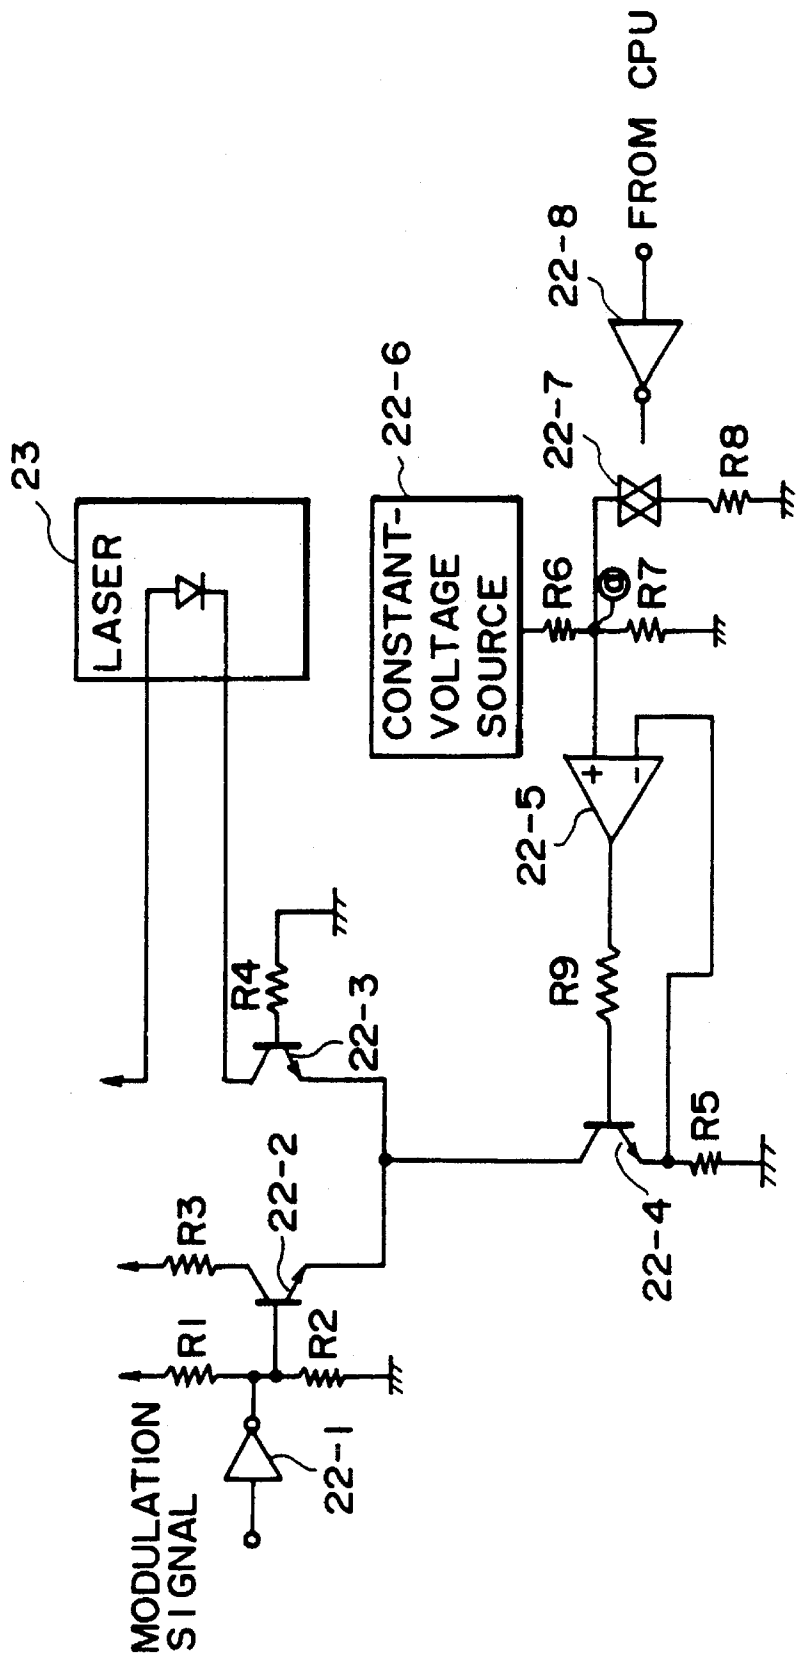 MODULATION
SIGNAL
22-1
R1
R2
R3
22-2
22-3
R4
LASER
23
22-4
R5
R9
22-5
+
-
CONSTANT-
VOLTAGE
SOURCE
22-6
R6
a
R7
22-7
R8
22-8
FROM CPU